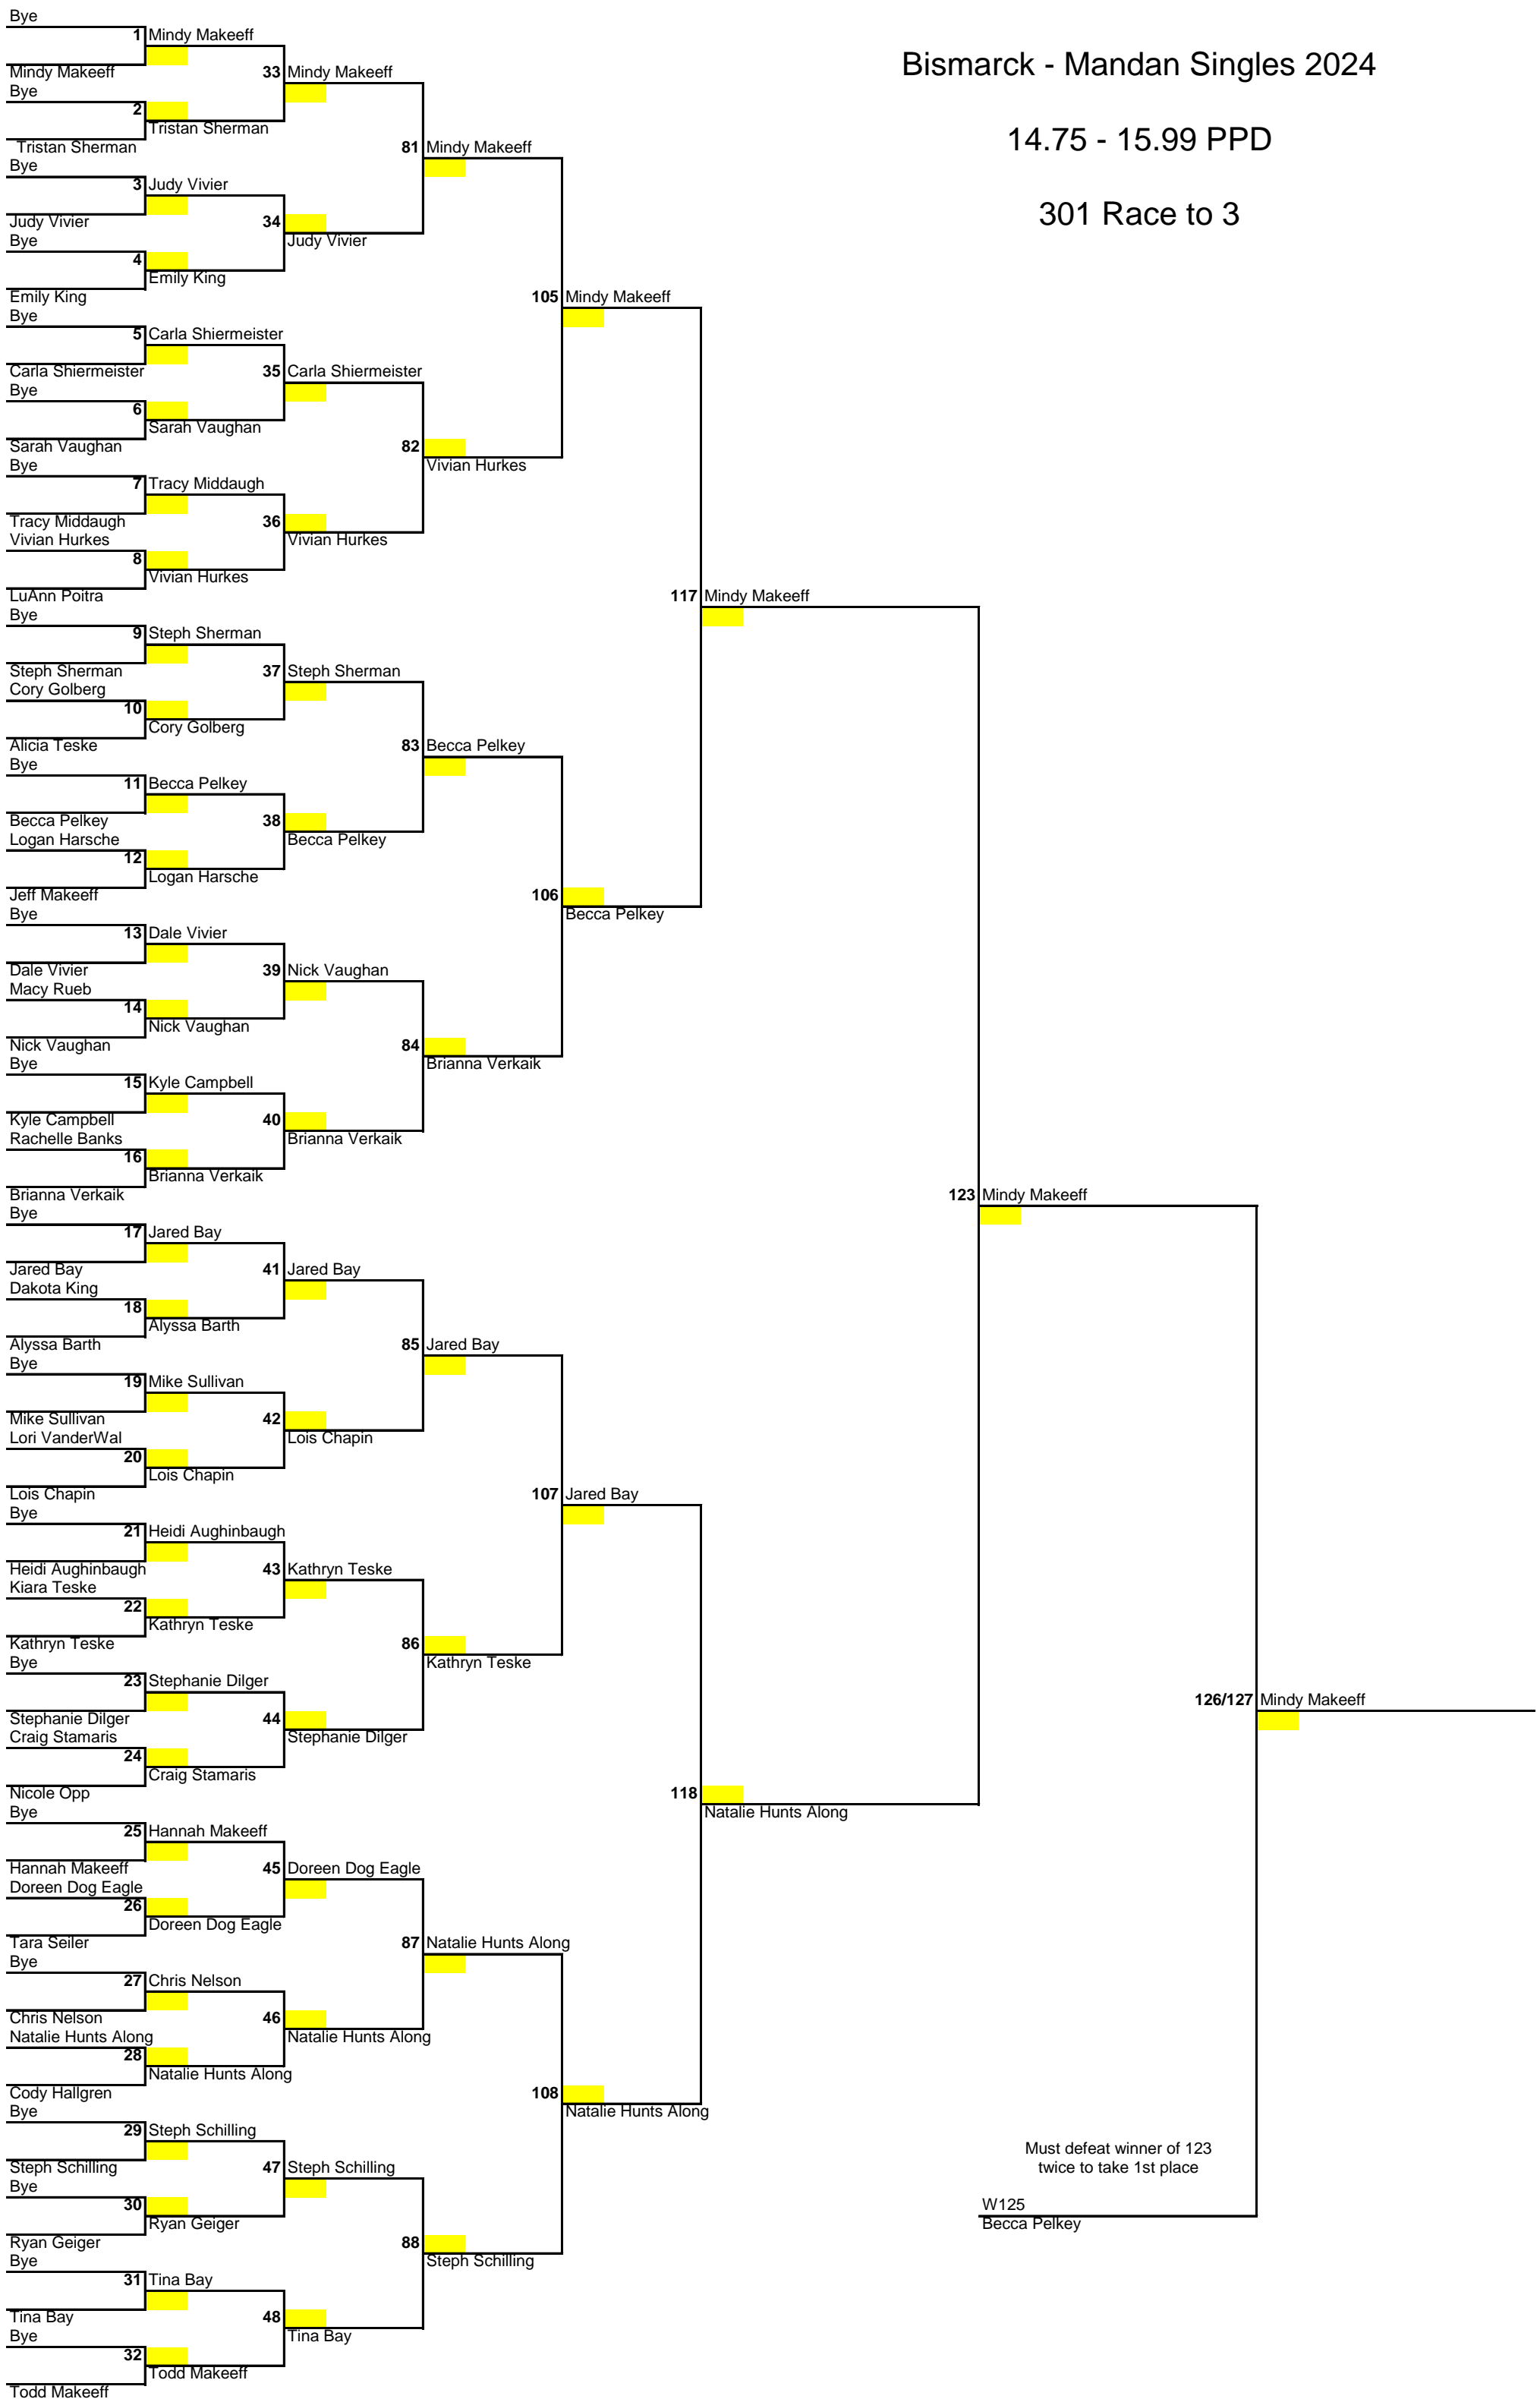 Bismarck - Mandan Singles 2024
14.75 - 15.99 PPD
301 Race to 3
Bye
1 Mindy Makeeff
Mindy Makeeff
33 Mindy Makeeff
Bye
2
Tristan Sherman
Tristan Sherman
81 Mindy Makeeff
Bye
3 Judy Vivier
Judy Vivier
34
Judy Vivier
Bye
4
Emily King
Emily King
105 Mindy Makeeff
Bye
5 Carla Shiermeister
Carla Shiermeister
35 Carla Shiermeister
Bye
6
Sarah Vaughan
Sarah Vaughan
82
Vivian Hurkes
Bye
7 Tracy Middaugh
Tracy Middaugh
36
Vivian Hurkes
Vivian Hurkes
8
Vivian Hurkes
LuAnn Poitra
117 Mindy Makeeff
Bye
9 Steph Sherman
Steph Sherman
37 Steph Sherman
Cory Golberg
10
Cory Golberg
Alicia Teske
83 Becca Pelkey
Bye
11 Becca Pelkey
Becca Pelkey
38
Becca Pelkey
Logan Harsche
12
Logan Harsche
Jeff Makeeff
106
Becca Pelkey
Bye
13 Dale Vivier
Dale Vivier
39 Nick Vaughan
Macy Rueb
14
Nick Vaughan
Nick Vaughan
84
Brianna Verkaik
Bye
15 Kyle Campbell
Kyle Campbell
40
Brianna Verkaik
Rachelle Banks
16
Brianna Verkaik
Brianna Verkaik
123 Mindy Makeeff
Bye
17 Jared Bay
Jared Bay
41 Jared Bay
Dakota King
18
Alyssa Barth
Alyssa Barth
85 Jared Bay
Bye
19 Mike Sullivan
Mike Sullivan
42
Lois Chapin
Lori VanderWal
20
Lois Chapin
Lois Chapin
107 Jared Bay
Bye
21 Heidi Aughinbaugh
Heidi Aughinbaugh
43 Kathryn Teske
Kiara Teske
22
Kathryn Teske
Kathryn Teske
86
Kathryn Teske
Bye
23 Stephanie Dilger
Stephanie Dilger
44
Stephanie Dilger
126/127 Mindy Makeeff
Craig Stamaris
24
Craig Stamaris
Nicole Opp
118
Natalie Hunts Along
Bye
25 Hannah Makeeff
Hannah Makeeff
45 Doreen Dog Eagle
Doreen Dog Eagle
26
Doreen Dog Eagle
Tara Seiler
87 Natalie Hunts Along
Bye
27 Chris Nelson
Chris Nelson
46
Natalie Hunts Along
Natalie Hunts Along
28
Natalie Hunts Along
Cody Hallgren
108
Natalie Hunts Along
Bye
29 Steph Schilling
Steph Schilling
47 Steph Schilling
Must defeat winner of 123
twice to take 1st place
Bye
30
Ryan Geiger
Ryan Geiger
W125
Becca Pelkey
88
Steph Schilling
Bye
31 Tina Bay
Tina Bay
48
Tina Bay
Bye
32
Todd Makeeff
Todd Makeeff